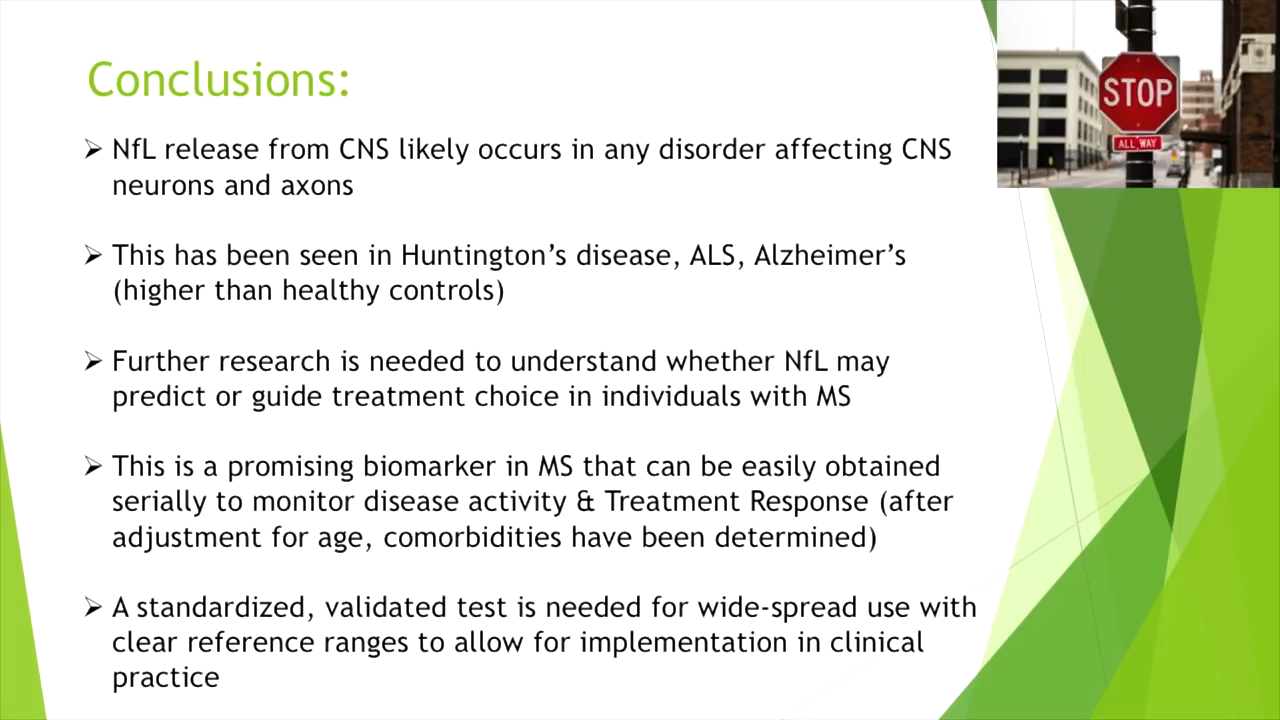 Conclusions:
➢ NfL release from CNS likely occurs in any disorder affecting CNS
neurons and axons
➢ This has been seen in Huntington’s disease, ALS, Alzheimer’s
(higher than healthy controls)
➢ Further research is needed to understand whether NfL may
predict or guide treatment choice in individuals with MS
➢ This is a promising biomarker in MS that can be easily obtained
serially to monitor disease activity & Treatment Response (after
adjustment for age, comorbidities have been determined)
➢ A standardized, validated test is needed for wide-spread use with
clear reference ranges to allow for implementation in clinical
practice
STOP
ALL WAY